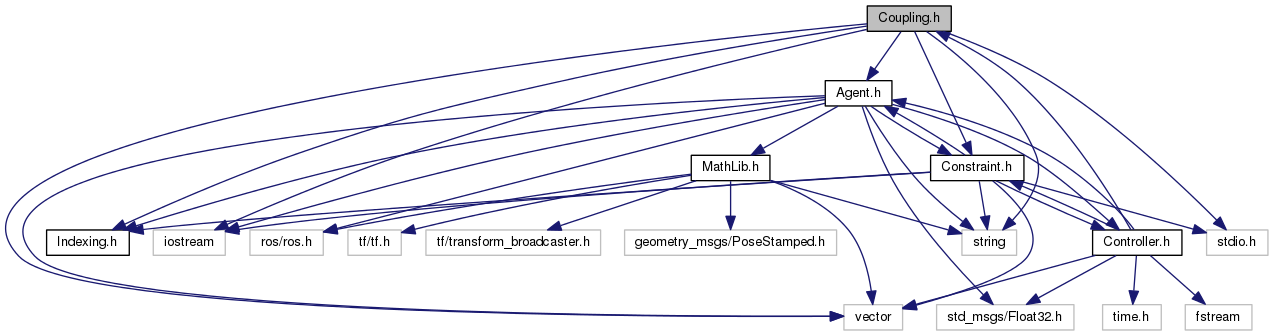 Coupling.h
Agent.h
MathLib.h
Constraint.h
Indexing.h
iostream
ros/ros.h
tf/tf.h
tf/transform_broadcaster.h
geometry_msgs/PoseStamped.h
string
Controller.h
stdio.h
vector
std_msgs/Float32.h
time.h
fstream